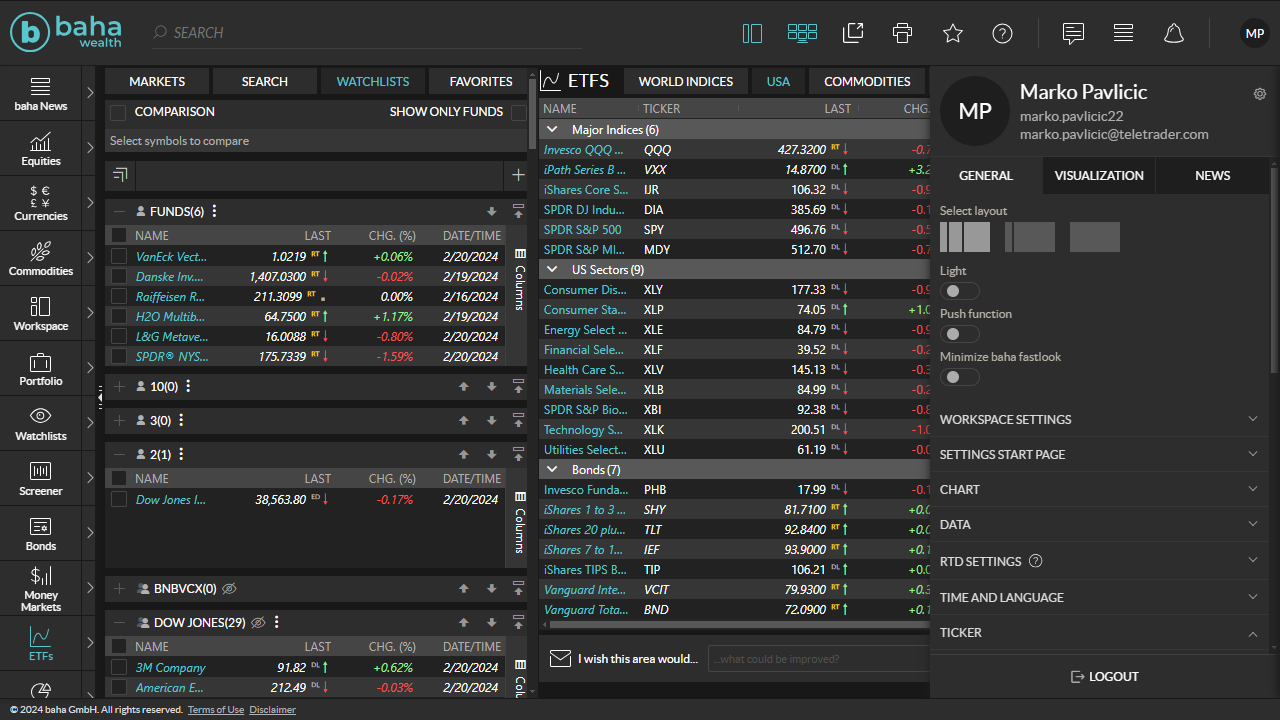 baha
wealth
SEARCH
MP
baha News
Equities
$ €
£ ¥
Currencies
Commodities
Workspace
Portfolio
Watchlists
Screener
Bonds
Money
Markets
ETFs
MARKETS SEARCH WATCHLISTS FAVORITES
COMPARISON SHOW ONLY FUNDS
Select symbols to compare
FUNDS(6)
NAME LAST CHG. (%) DATE/TIME
VanEck Vect... 1.0219 RT +0.06% 2/20/2024
Danske Inv.... 1,407.0300 RT -0.02% 2/19/2024
Raiffeisen R... 211.3099 RT 0.00% 2/16/2024
H2O Multib... 64.7500 RT +1.17% 2/19/2024
L&G Metave... 16.0088 RT -0.80% 2/20/2024
SPDR® NYS... 175.7339 RT -1.59% 2/20/2024
Columns
10(0)
3(0)
2(1)
NAME LAST CHG. (%) DATE/TIME
Dow Jones I... 38,563.80 ED -0.17% 2/20/2024
Columns
BNBVCX(0)
DOW JONES(29)
NAME LAST CHG. (%) DATE/TIME
3M Company 91.82 DL +0.62% 2/20/2024
American E... 212.49 DL -0.03% 2/20/2024
Columns
ETFS WORLD INDICES USA COMMODITIES
NAME TICKER LAST CHG.
Major Indices (6)
Invesco QQQ ... QQQ 427.3200 RT -0.7
iPath Series B ... VXX 14.8700 DL +3.2
iShares Core S... IJR 106.32 DL -0.9
SPDR DJ Indu... DIA 385.69 DL -0.1
SPDR S&P 500 SPY 496.76 DL -0.5
SPDR S&P MI... MDY 512.70 DL -0.7
US Sectors (9)
Consumer Dis... XLY 177.33 DL -0.9
Consumer Sta... XLP 74.05 DL +1.0
Energy Select ... XLE 84.79 DL -0.9
Financial Sele... XLF 39.52 DL -0.2
Health Care S... XLV 145.13 DL -0.3
Materials Sele... XLB 84.99 DL -0.2
SPDR S&P Bio... XBI 92.38 DL -0.8
Technology S... XLK 200.51 DL -1.0
Utilities Select... XLU 61.19 DL -0.0
Bonds (7)
Invesco Funda... PHB 17.99 DL -0.1
iShares 1 to 3 ... SHY 81.7100 RT +0.0
iShares 20 plu... TLT 92.8400 RT +0.0
iShares 7 to 1... IEF 93.9000 RT +0.1
iShares TIPS B... TIP 106.21 DL +0.0
Vanguard Inte... VCIT 79.9300 RT +0.3
Vanguard Tota... BND 72.0900 RT +0.1
I wish this area would... ...what could be improved?
MP
Marko Pavlicic
marko.pavlicic22
marko.pavlicic@teletrader.com
GENERAL VISUALIZATION NEWS
Select layout
Light
Push function
Minimize baha fastlook
WORKSPACE SETTINGS
SETTINGS START PAGE
CHART
DATA
RTD SETTINGS
TIME AND LANGUAGE
TICKER
LOGOUT
© 2024 baha GmbH. All rights reserved. Terms of Use Disclaimer